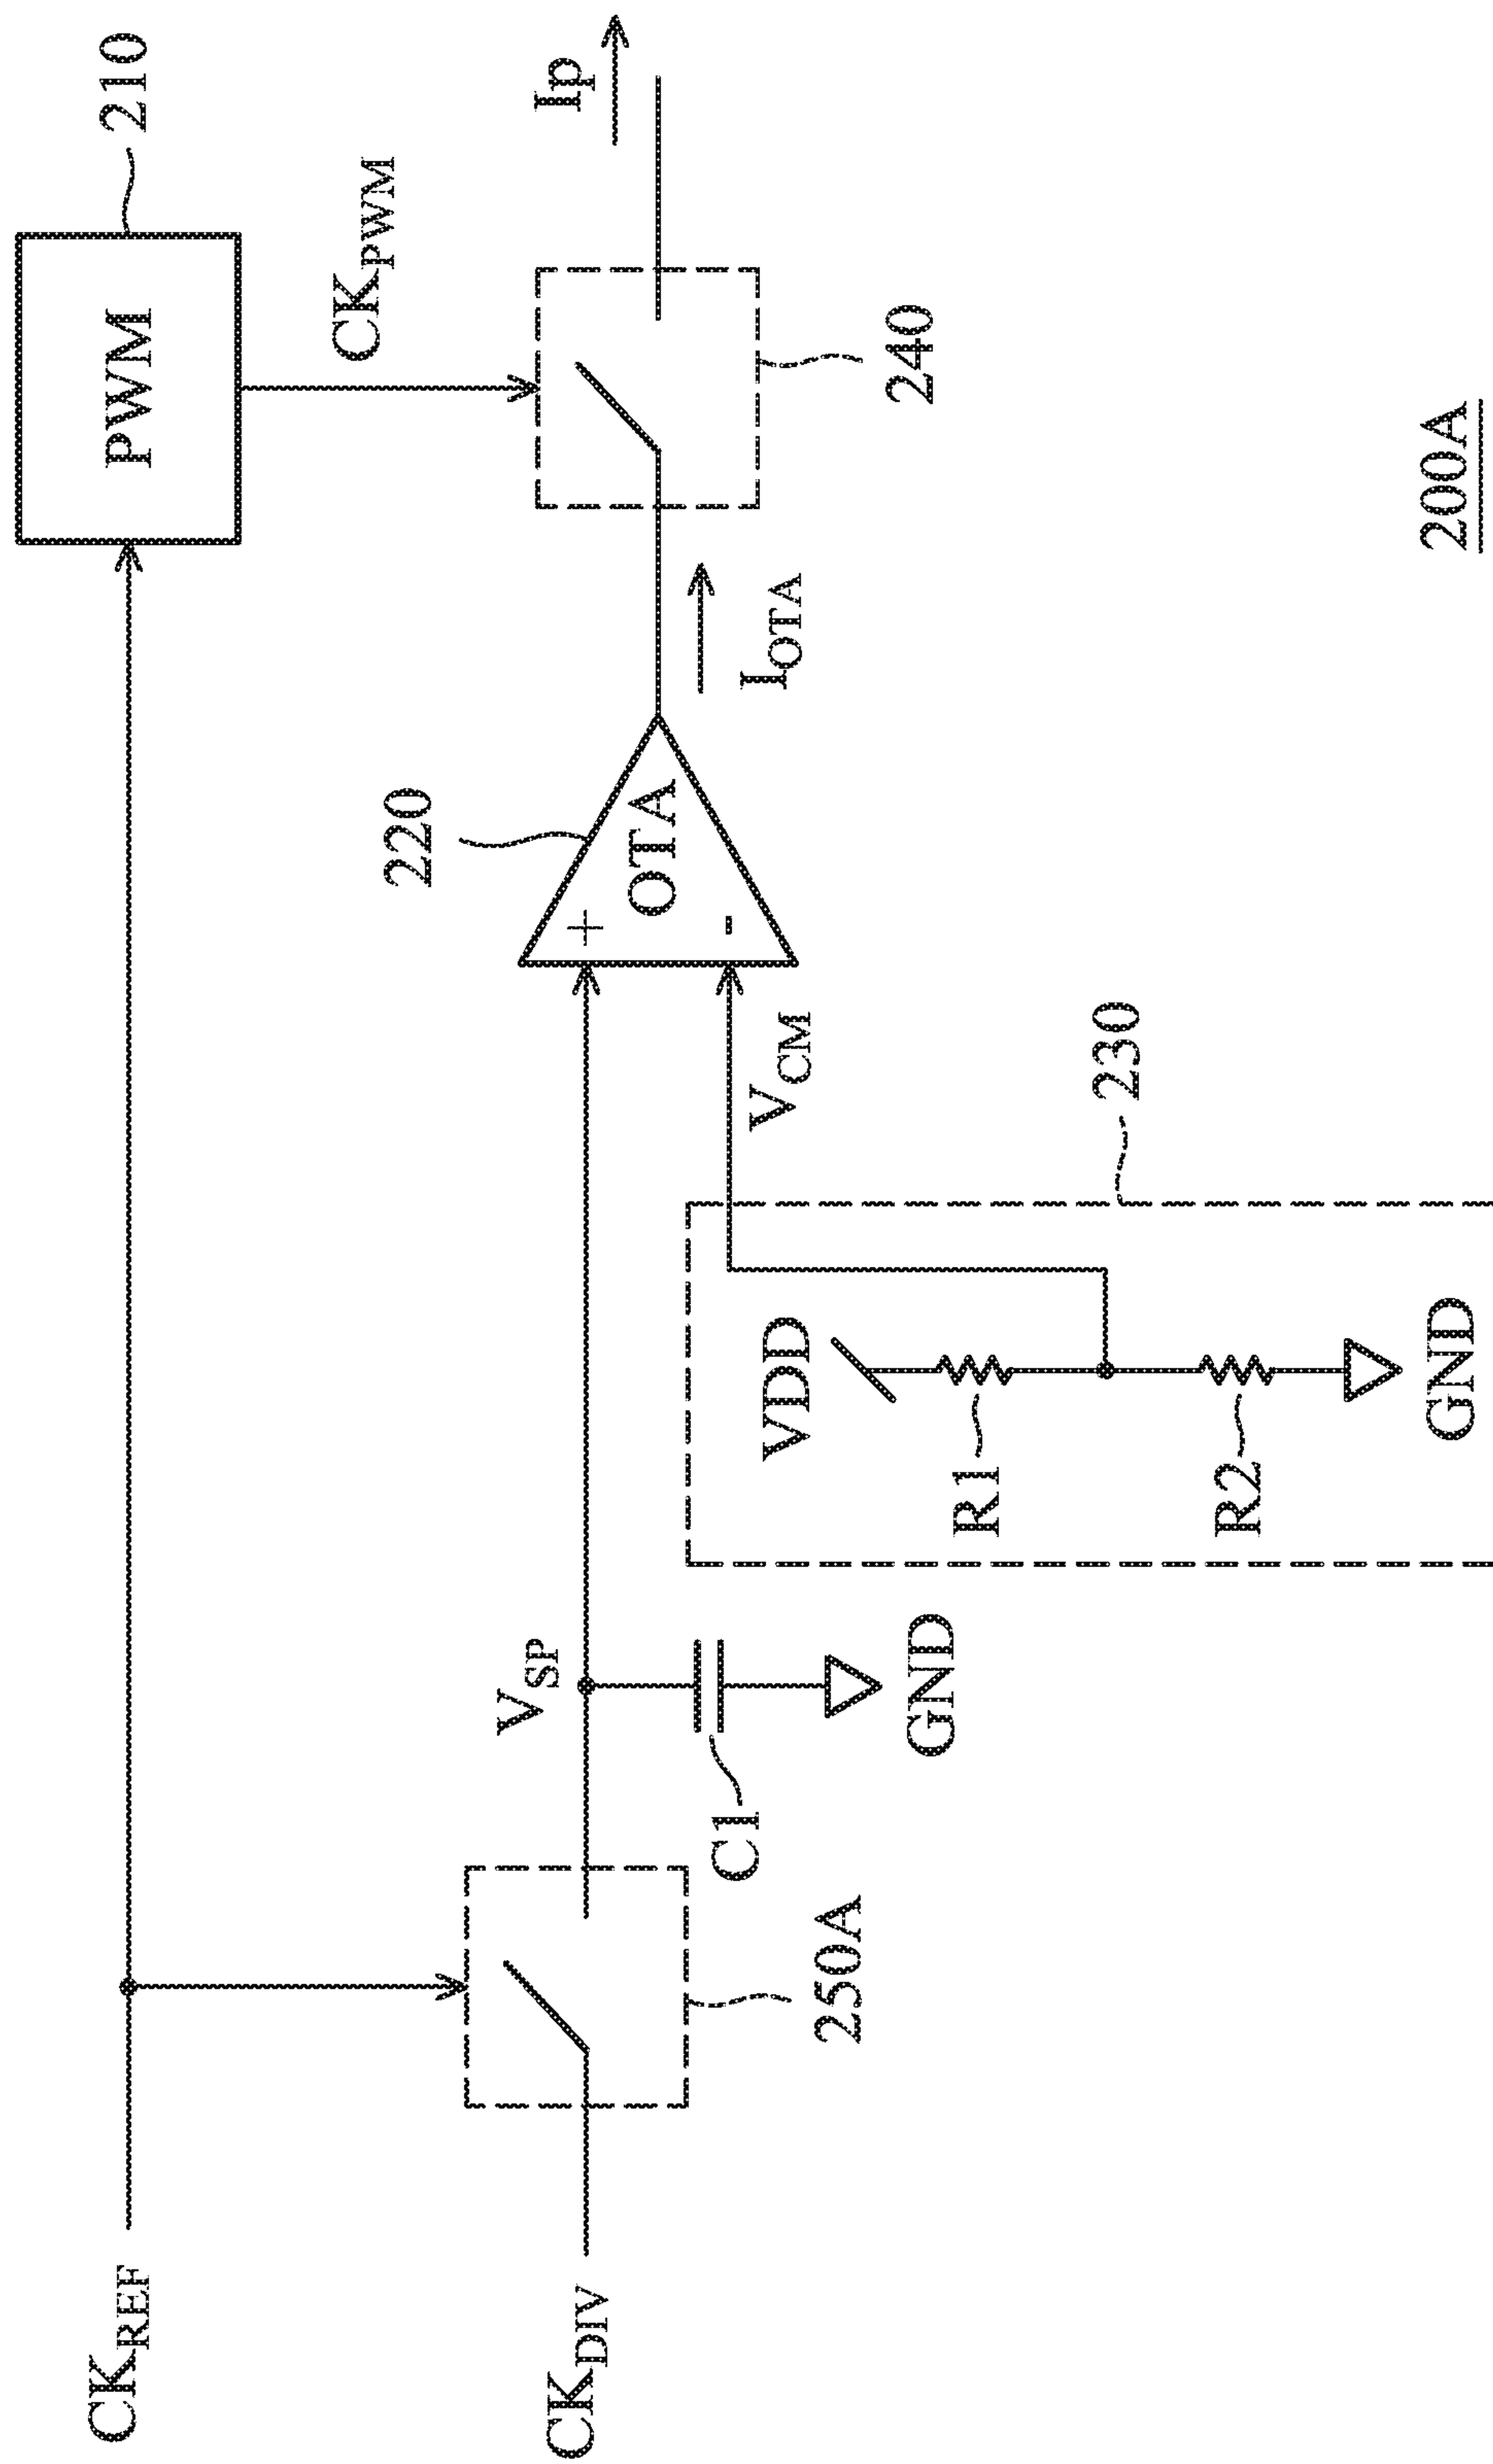 CK_REF
PWM
210
CK_PWM
CK_DIV
250A
V_SP
C1
GND
220
+
-
OTA
I_OTA
240
Ip
V_CM
230
VDD
R1
R2
GND
200A